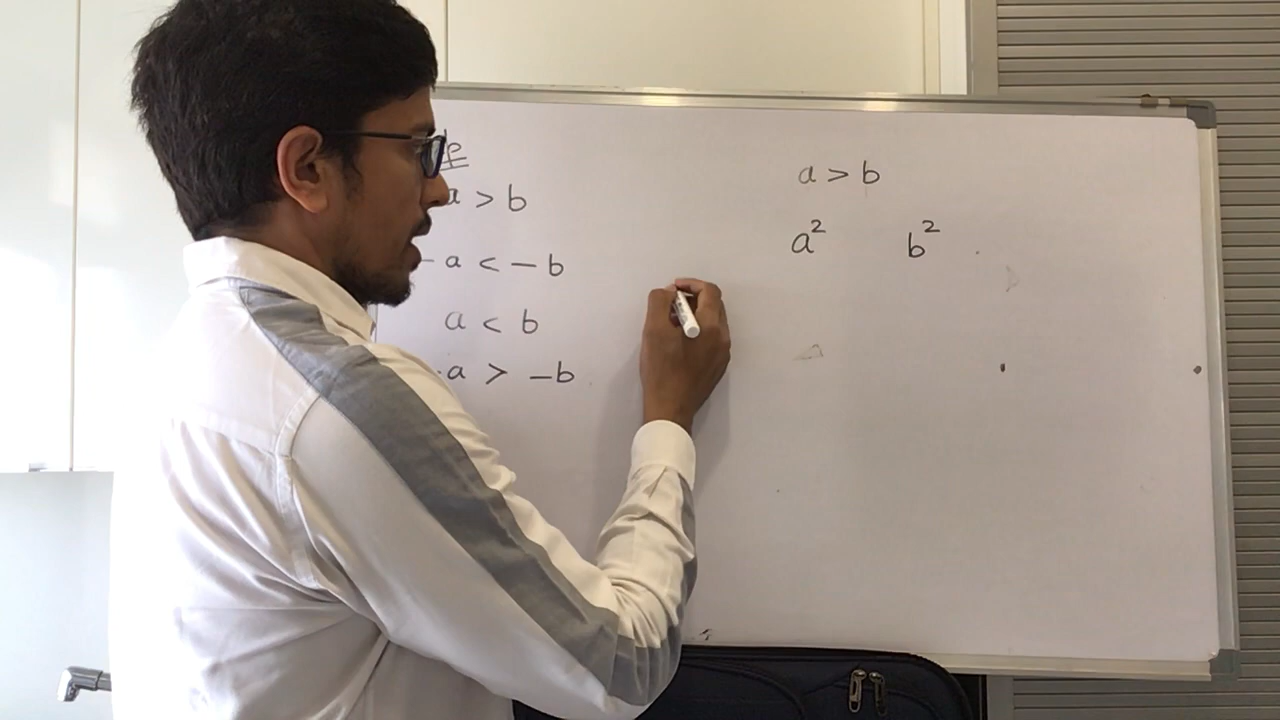 a > b
- a < - b
a < b
- a > - b
a > b
a² b²